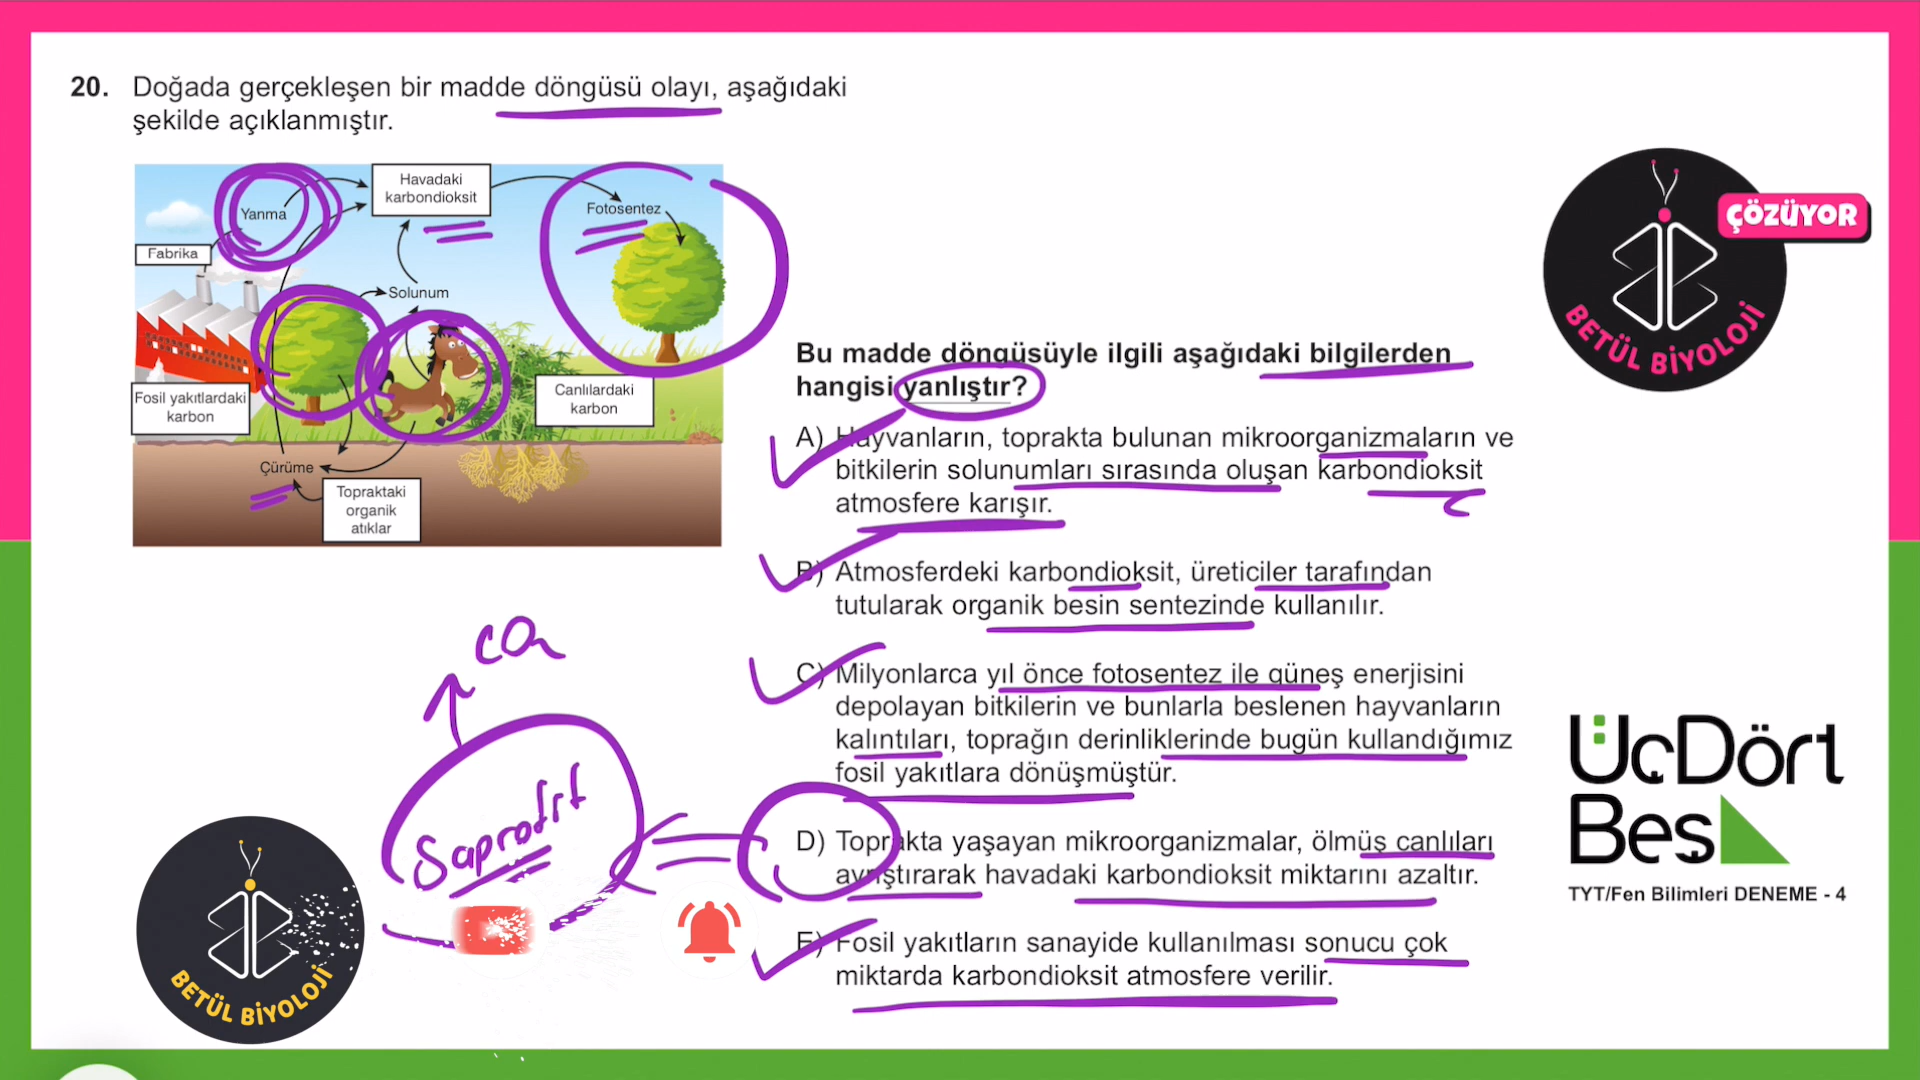 20. Doğada gerçekleşen bir madde döngüsü olayı, aşağıdaki
şekilde açıklanmıştır.
Havadaki
karbondioksit
Yanma
Fotosentez
Fabrika
Solunum
Fosil yakıtlardaki
karbon
Canlılardaki
karbon
Çürüme
Topraktaki
organik
atıklar
Bu madde döngüsüyle ilgili aşağıdaki bilgilerden
hangisi yanlıştır?
A) Hayvanların, toprakta bulunan mikroorganizmaların ve
bitkilerin solunumları sırasında oluşan karbondioksit
atmosfere karışır.
B) Atmosferdeki karbondioksit, üreticiler tarafından
tutularak organik besin sentezinde kullanılır.
C) Milyonlarca yıl önce fotosentez ile güneş enerjisini
depolayan bitkilerin ve bunlarla beslenen hayvanların
kalıntıları, toprağın derinliklerinde bugün kullandığımız
fosil yakıtlara dönüşmüştür.
D) Toprakta yaşayan mikroorganizmalar, ölmüş canlıları
ayrıştırarak havadaki karbondioksit miktarını azaltır.
E) Fosil yakıtların sanayide kullanılması sonucu çok
miktarda karbondioksit atmosfere verilir.
Saprofit
ÇÖZÜYOR
BETÜL BİYOLOJİ
ÜçDört
Beş
TYT/Fen Bilimleri DENEME - 4
BETÜL BİYOLOJİ